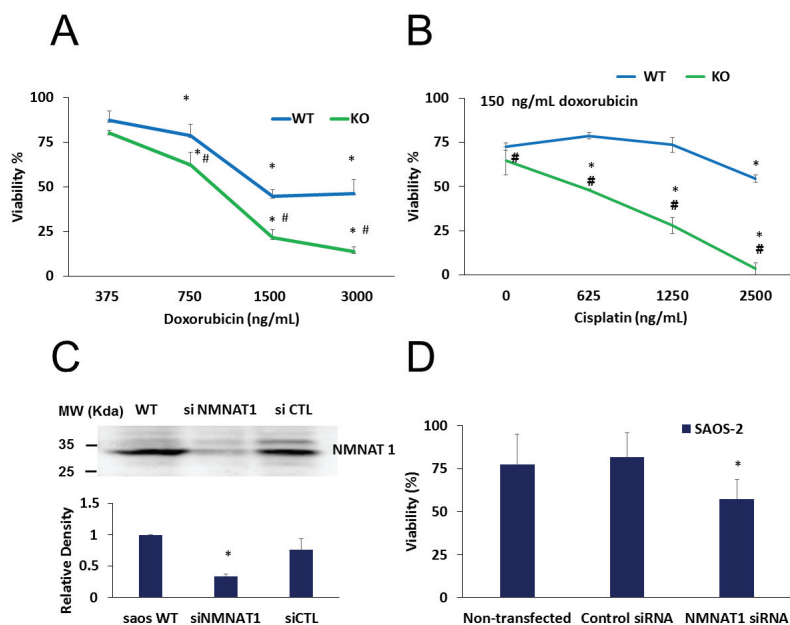 A
WT KO
100
75
50
25
0
Viability %
*
*
#
*
*
#
*
*
#
375 750 1500 3000
Doxorubicin (ng/mL)
B
WT KO
150 ng/mL doxorubicin
100
75
50
25
0
Viability %
#
*
#
*
#
*
*
#
0 625 1250 2500
Cisplatin (ng/mL)
C
MW (Kda) WT si NMNAT1 si CTL
35
25
NMNAT 1
1.5
1
0.5
0
Relative Density
*
saos WT siNMNAT1 siCTL
D
SAOS-2
100
75
50
25
0
Viability (%)
*
Non-transfected Control siRNA NMNAT1 siRNA